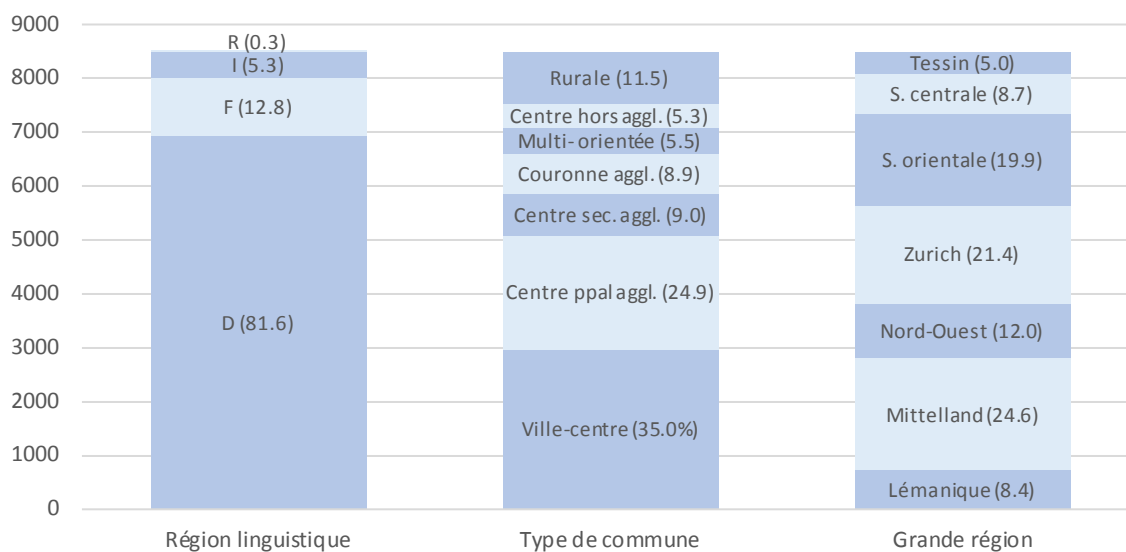 9000
8000
7000
6000
5000
4000
3000
2000
1000
0
R (0.3)
I (5.3)
F (12.8)
D (81.6)
Rurale (11.5)
Centre hors aggl. (5.3)
Multi- orientée (5.5)
Couronne aggl. (8.9)
Centre sec. aggl. (9.0)
Centre ppal aggl. (24.9)
Ville-centre (35.0%)
Tessin (5.0)
S. centrale (8.7)
S. orientale (19.9)
Zurich (21.4)
Nord-Ouest (12.0)
Mittelland (24.6)
Lémanique (8.4)
Région linguistique
Type de commune
Grande région